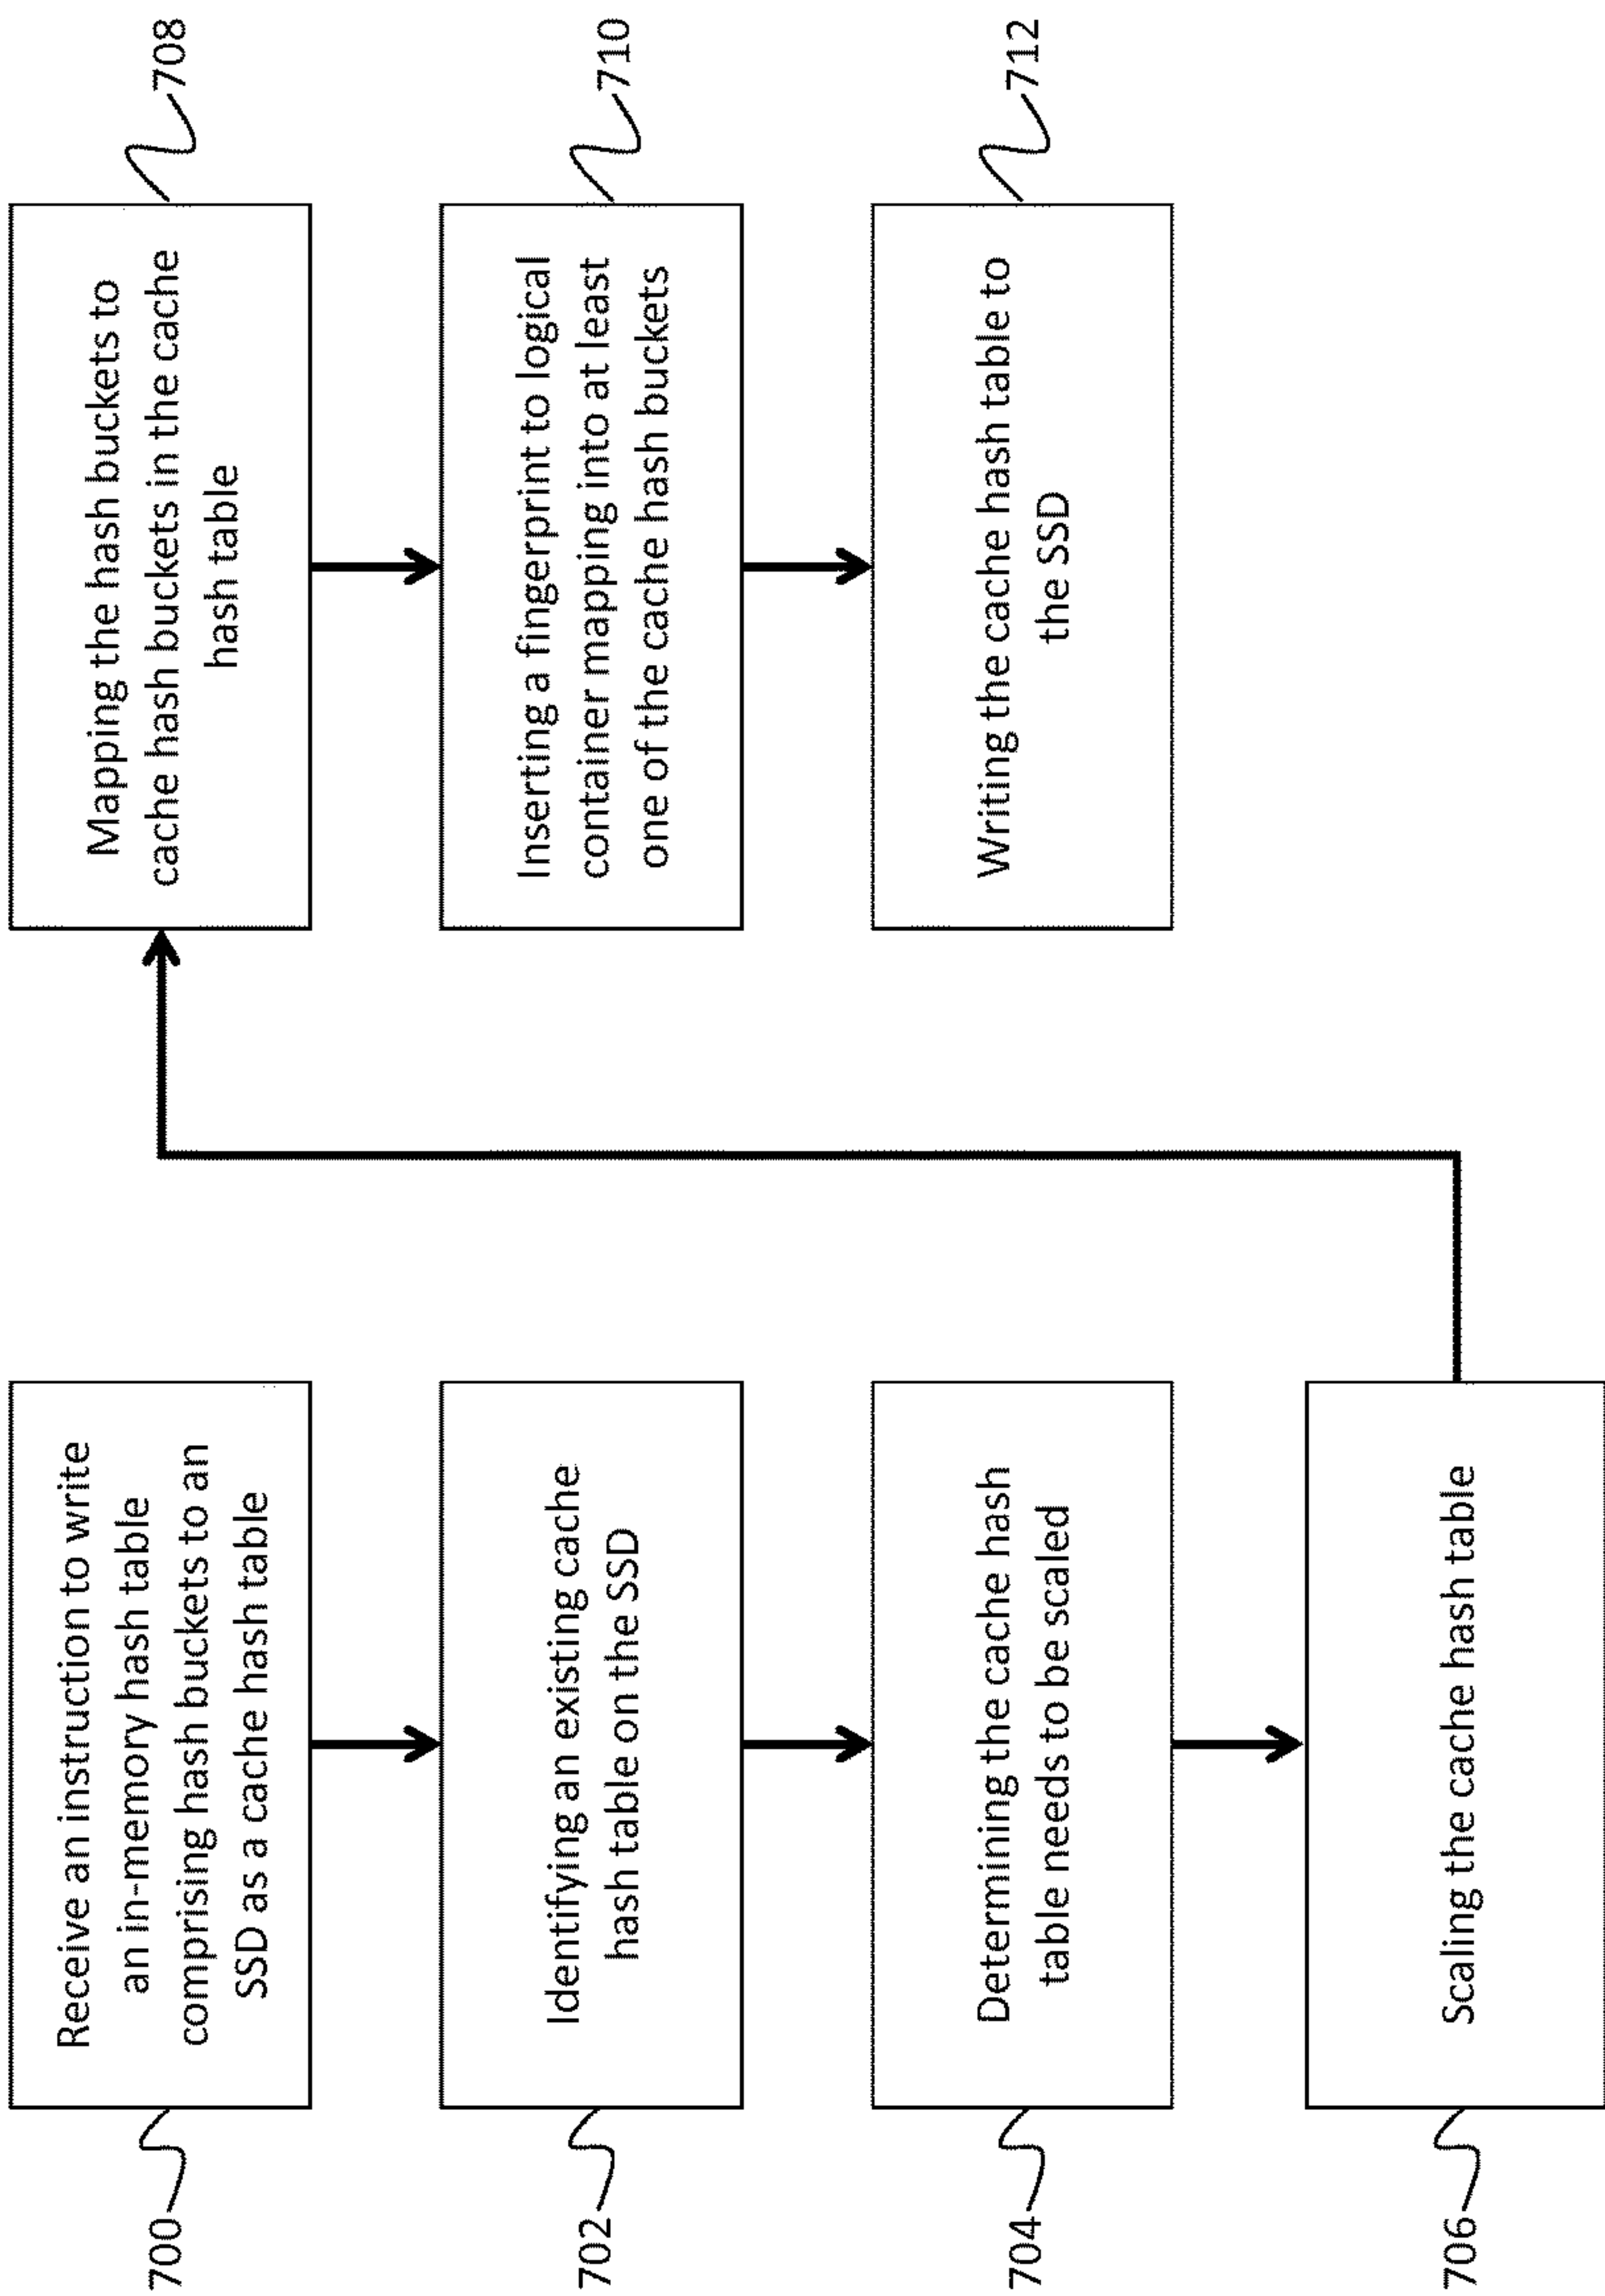 700
Receive an instruction to write
an in-memory hash table
comprising hash buckets to an
SSD as a cache hash table
702
Identifying an existing cache
hash table on the SSD
704
Determining the cache hash
table needs to be scaled
706
Scaling the cache hash table
708
Mapping the hash buckets to
cache hash buckets in the cache
hash table
710
Inserting a fingerprint to logical
container mapping into at least
one of the cache hash buckets
712
Writing the cache hash table to
the SSD